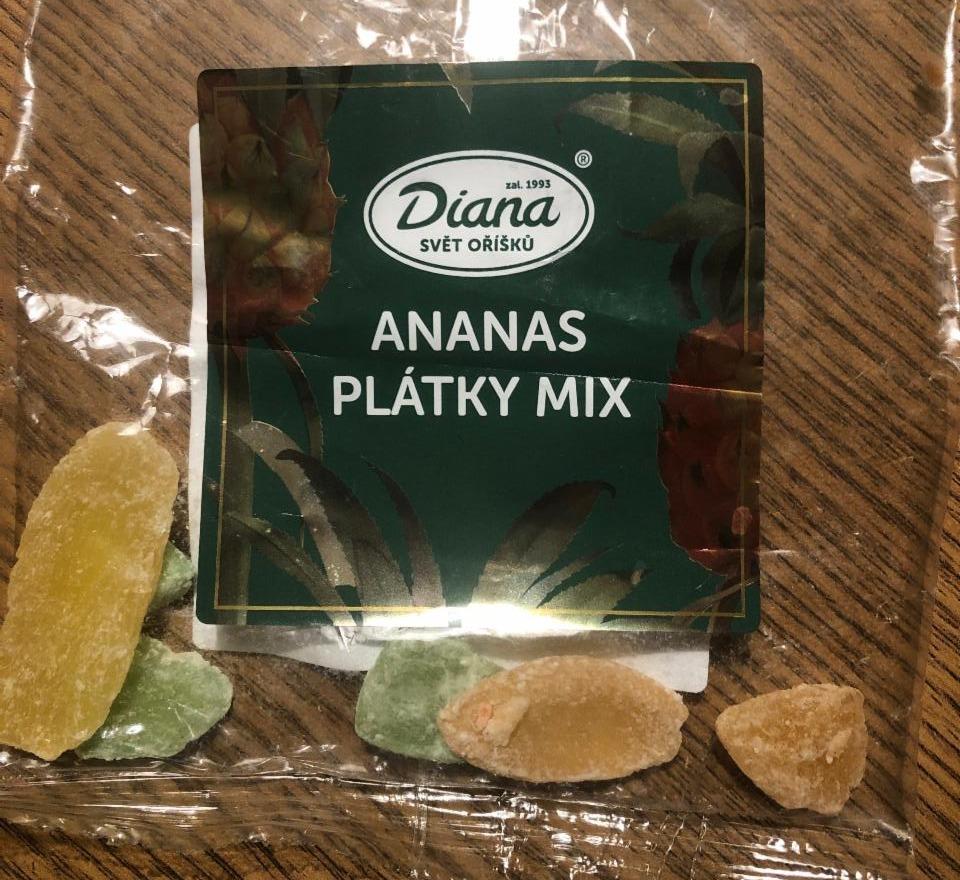 ®
zal. 1993
Diana
SVĚT OŘÍŠKŮ
ANANAS
PLÁTKY MIX